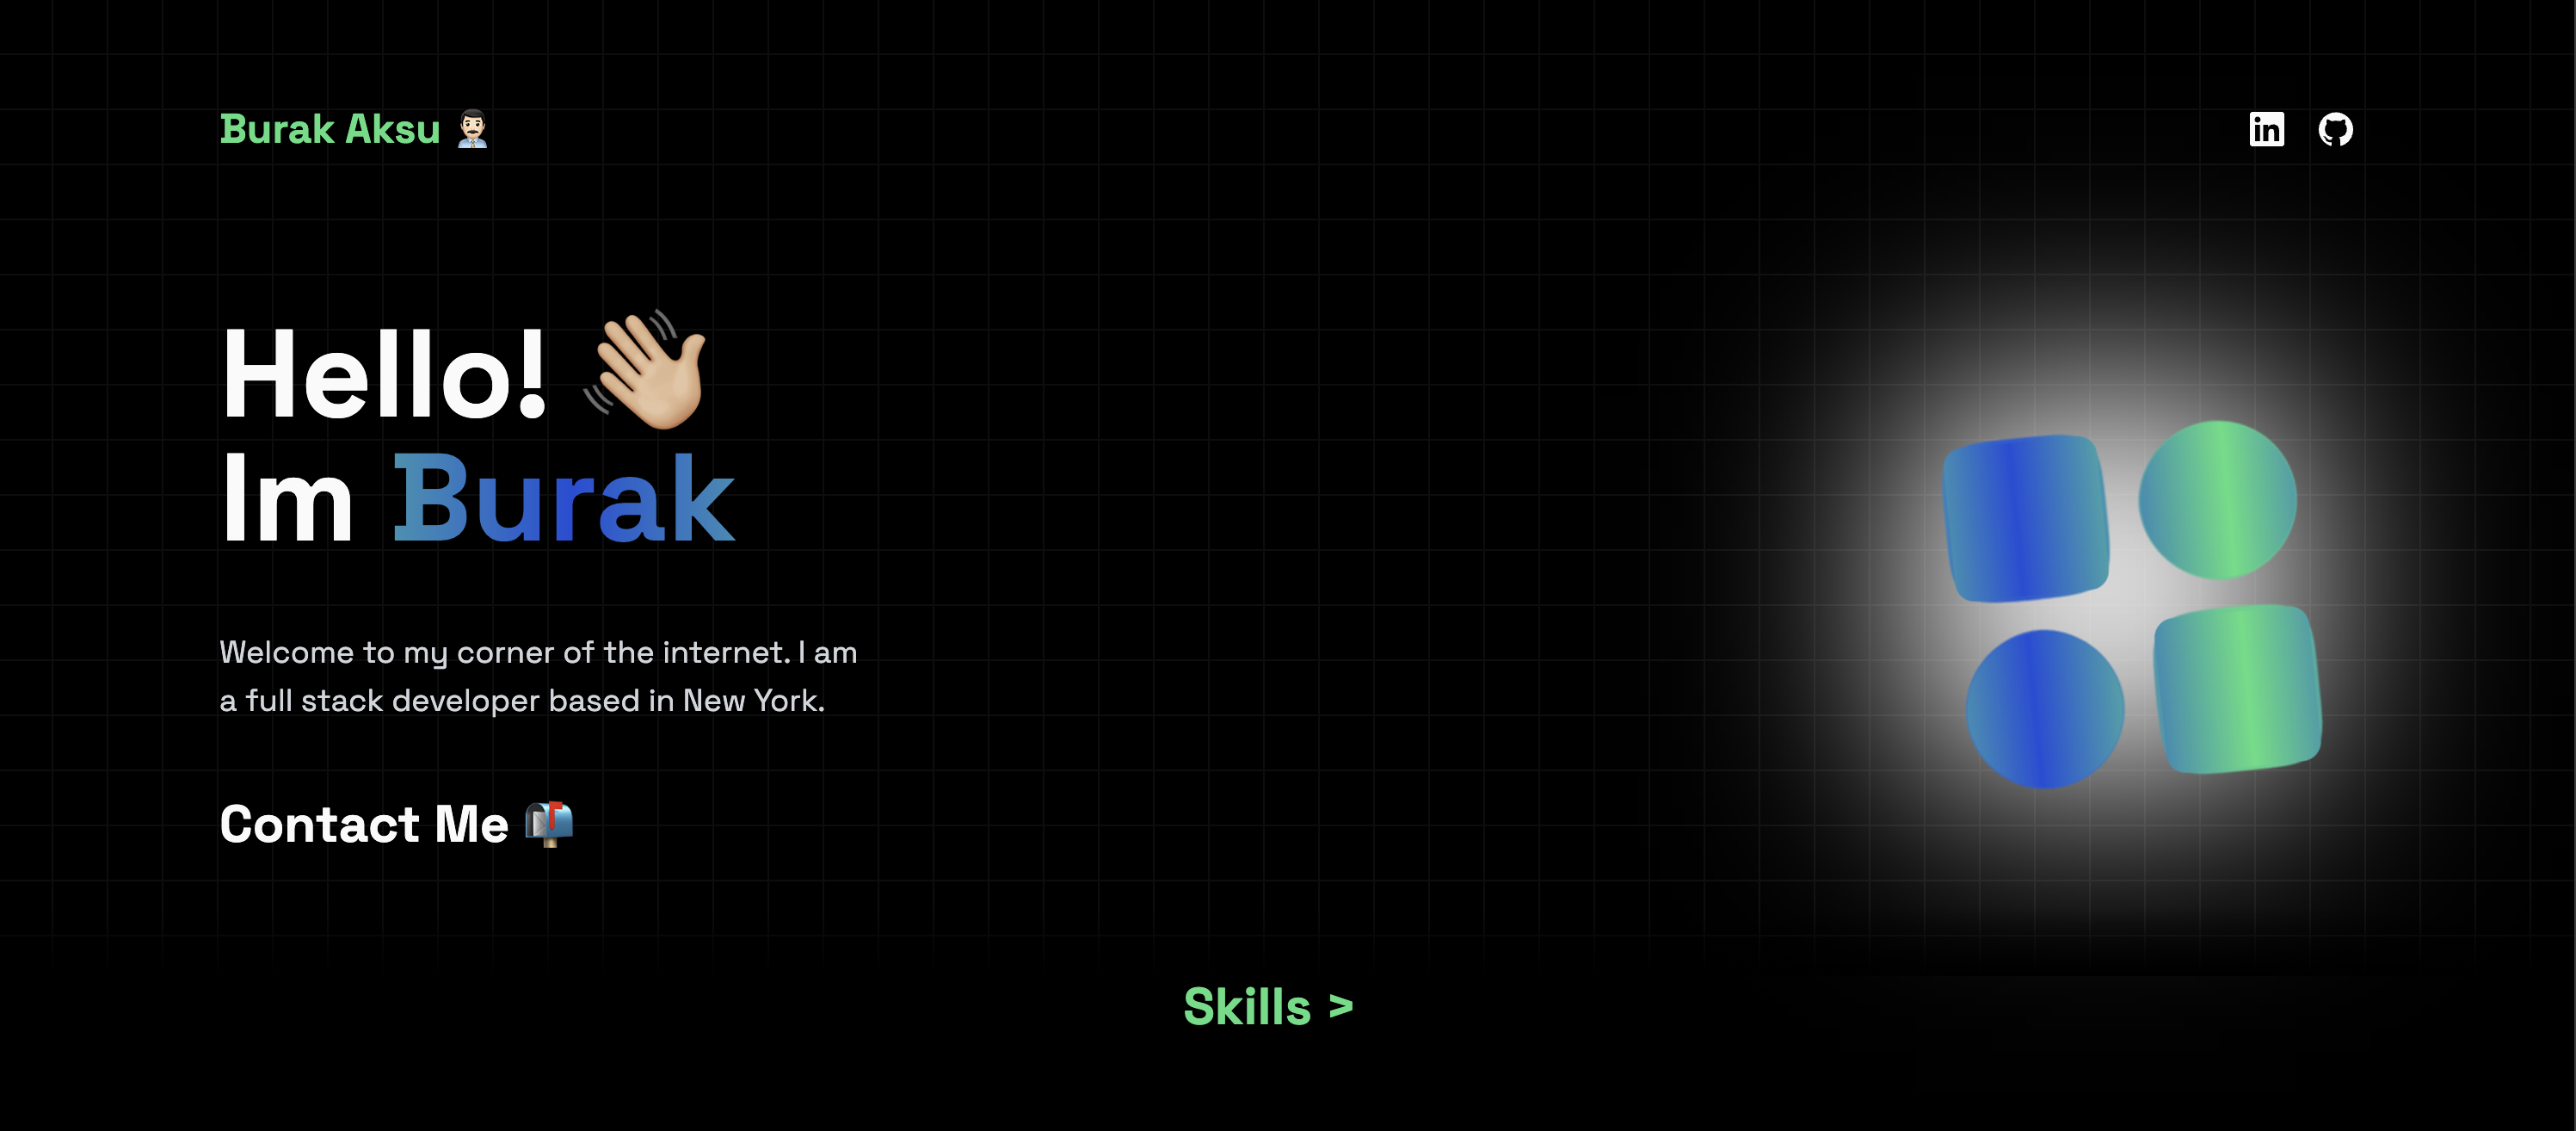 Burak Aksu 👨🏻‍💼
in
Hello! 👋🏼
Im Burak
Welcome to my corner of the internet. I am
a full stack developer based in New York.
Contact Me 📬
Skills >